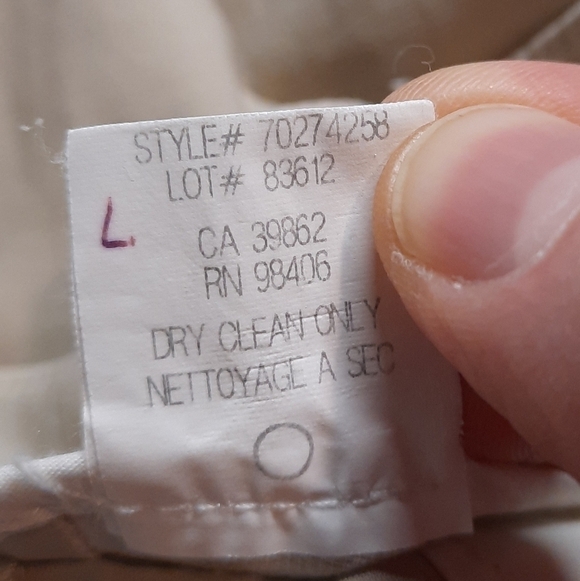 STYLE# 70274258
LOT# 83612
L
CA 39862
RN 98406
DRY CLEAN ONLY
NETTOYAGE A SEC